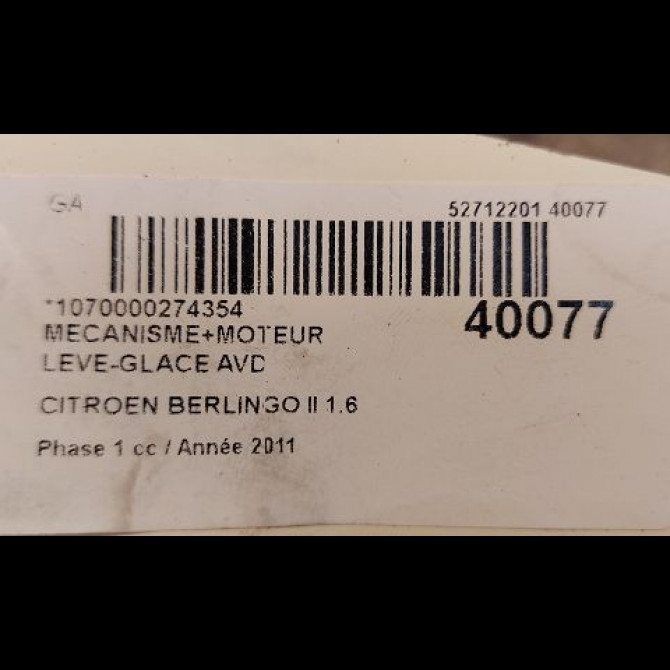 GA
52712201 40077
*1070000274354
40077
MECANISME+MOTEUR
LEVE-GLACE AVD
CITROEN BERLINGO II 1.6
Phase 1 cc / Année 2011